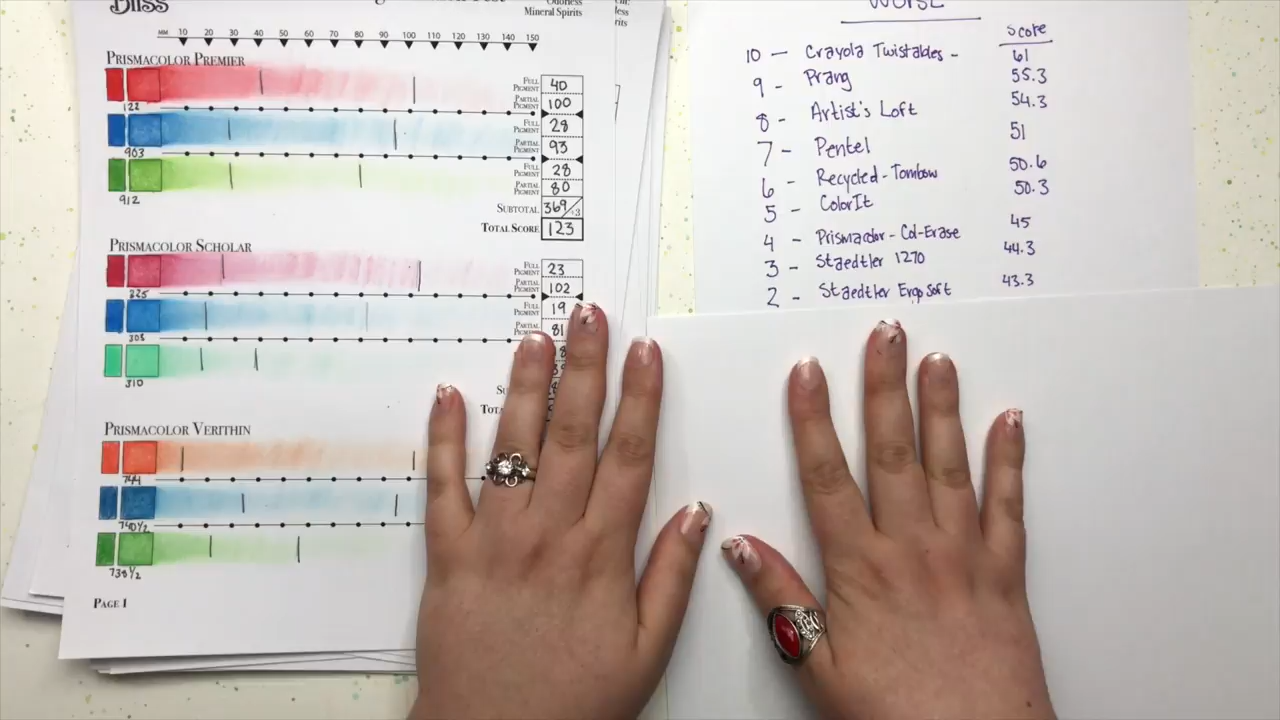 Bliss
Odorless
Mineral Spirits
MM 10 20 30 40 50 60 70 80 90 100 110 120 130 140 150
Prismacolor Premier
Full Pigment 40
122
Partial Pigment 100
Full Pigment 28
903
Partial Pigment 93
Full Pigment 28
912
Partial Pigment 80
Subtotal 369 ÷3
Total Score 123
Prismacolor Scholar
Full Pigment 23
825
Partial Pigment 102
Full Pigment 19
305
Partial Pigment 81
310
Prismacolor Verithin
744
740½
738½
Page 1
Worst
Score
10 - Crayola Twistables - 61
9 - Prang 55.3
8 - Artist's Loft 54.3
7 - Pentel 51
6 - Recycled - Tombow 50.6
5 - ColorIt 50.3
4 - Prismacolor - Col-Erase 45
3 - Staedtler 1270 44.3
2 - Staedtler Ergosoft 43.3